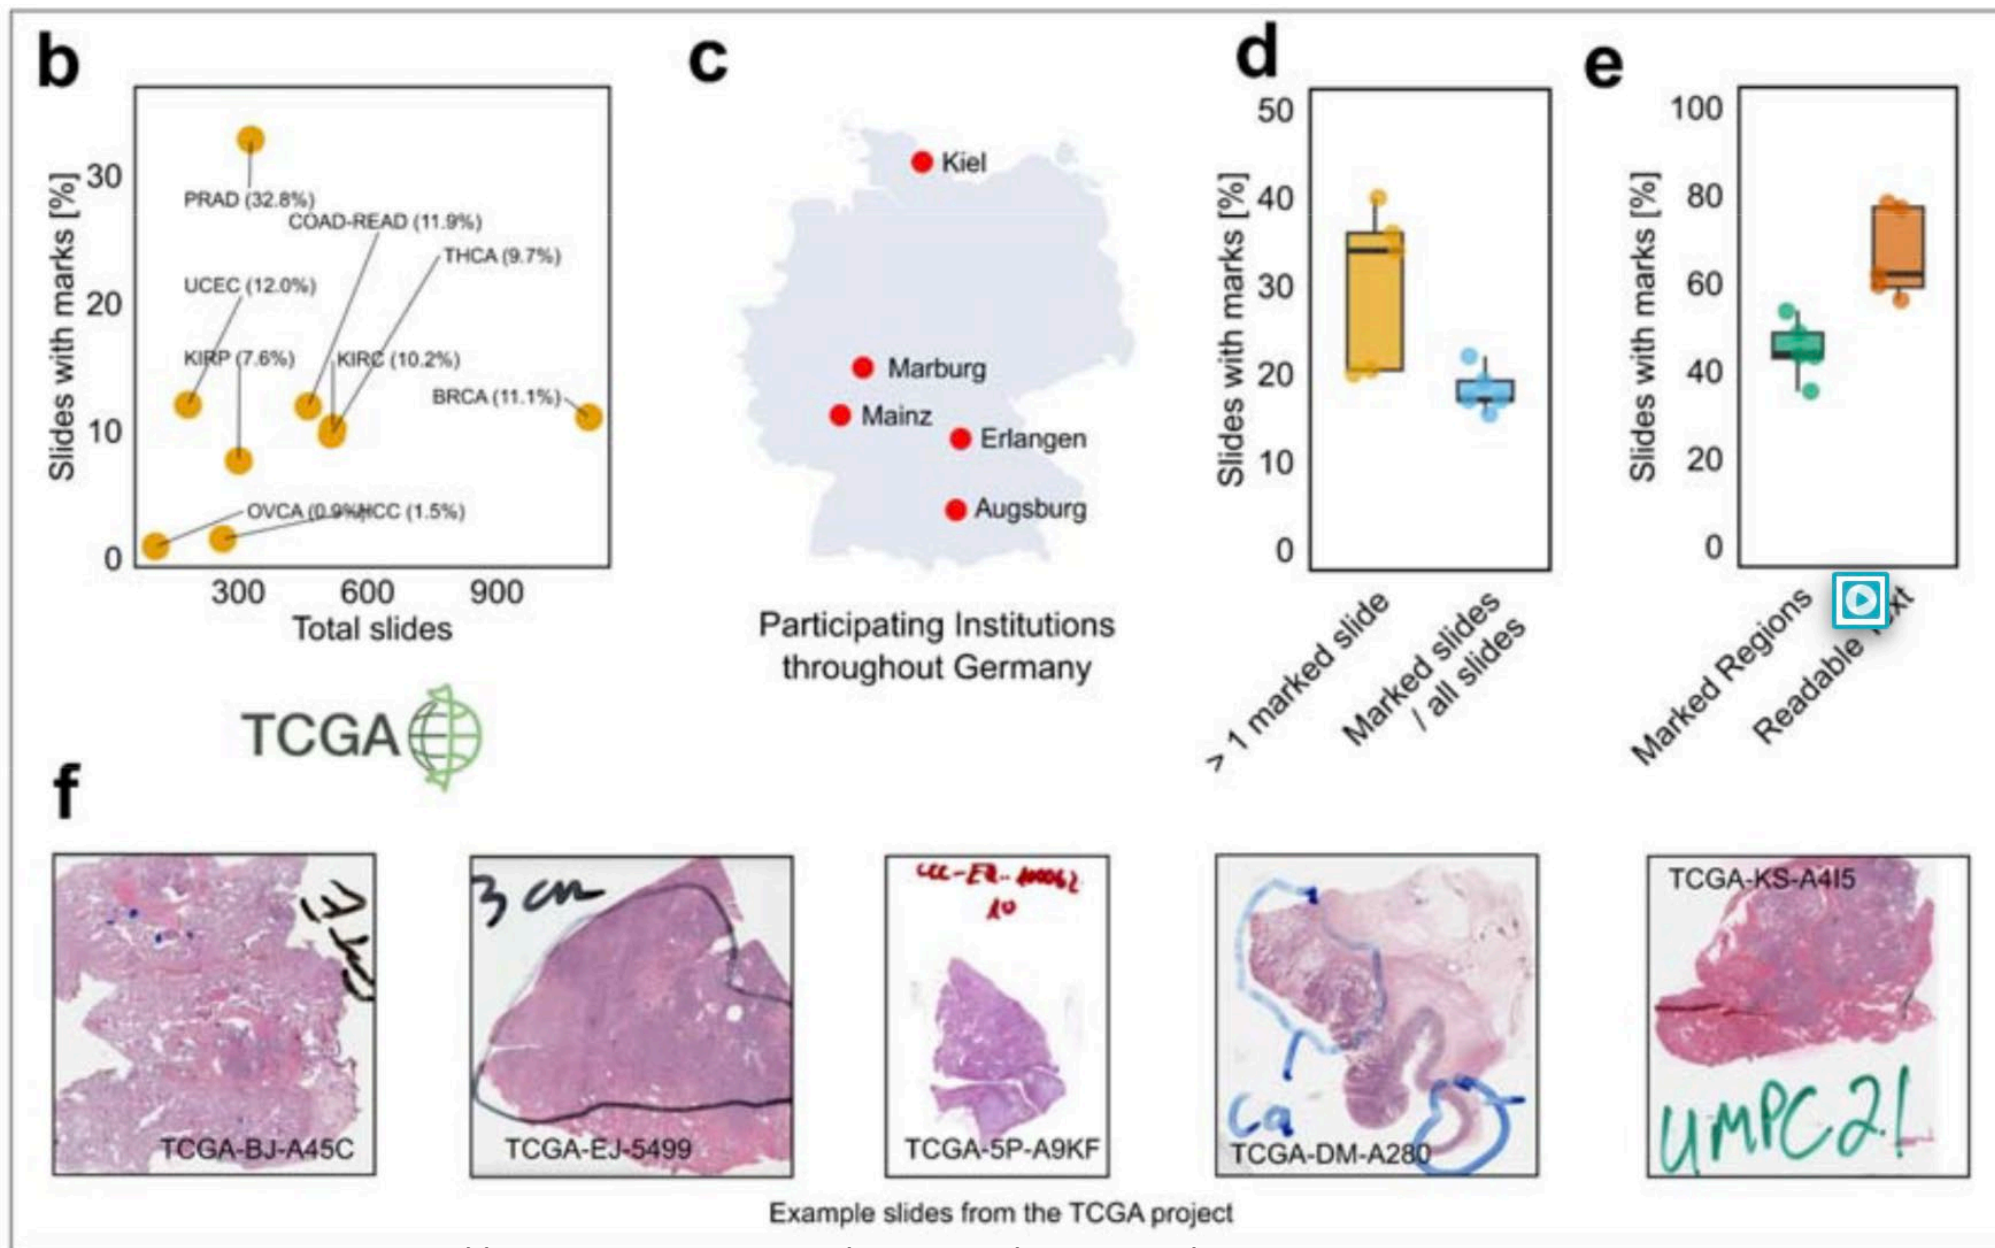 b
Slides with marks [%]
30
20
10
0
PRAD (32.8%)
COAD-READ (11.9%)
THCA (9.7%)
UCEC (12.0%)
KIRP (7.6%)
KIRC (10.2%)
BRCA (11.1%)
OVCA (0.9%)
HCC (1.5%)
300 600 900
Total slides
TCGA
c
Kiel
Marburg
Mainz
Erlangen
Augsburg
Participating Institutions
throughout Germany
d
Slides with marks [%]
50
40
30
20
10
0
> 1 marked slide
Marked slides
/ all slides
e
Slides with marks [%]
100
80
60
40
20
0
Marked Regions
Readable
f
TCGA-BJ-A45C
3 cm
TCGA-EJ-5499
10
TCGA-5P-A9KF
Ca
TCGA-DM-A280
TCGA-KS-A4I5
UMPC 21
Example slides from the TCGA project